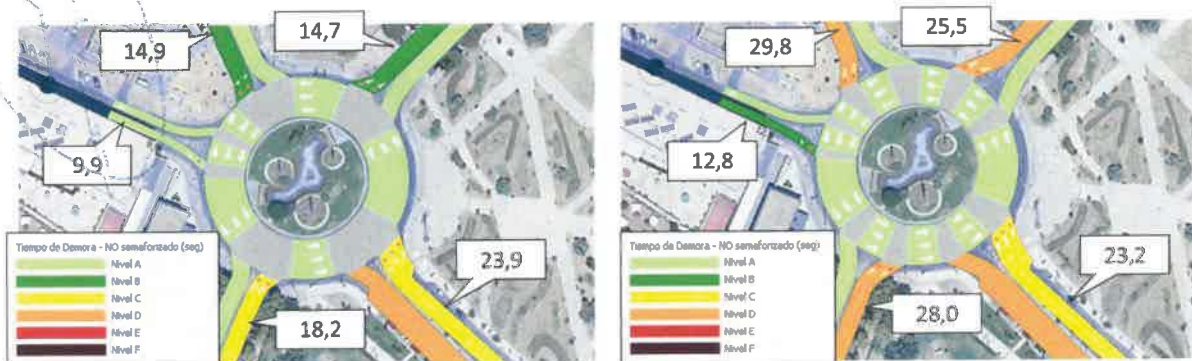 14,9
14,7
9,9
23,9
18,2
Tiempo de Demora - NO semaforizado (seg)
Nivel A
Nivel B
Nivel C
Nivel D
Nivel E
Nivel F
29,8
25,5
12,8
23,2
28,0
Tiempo de Demora - NO semaforizado (seg)
Nivel A
Nivel B
Nivel C
Nivel D
Nivel E
Nivel F